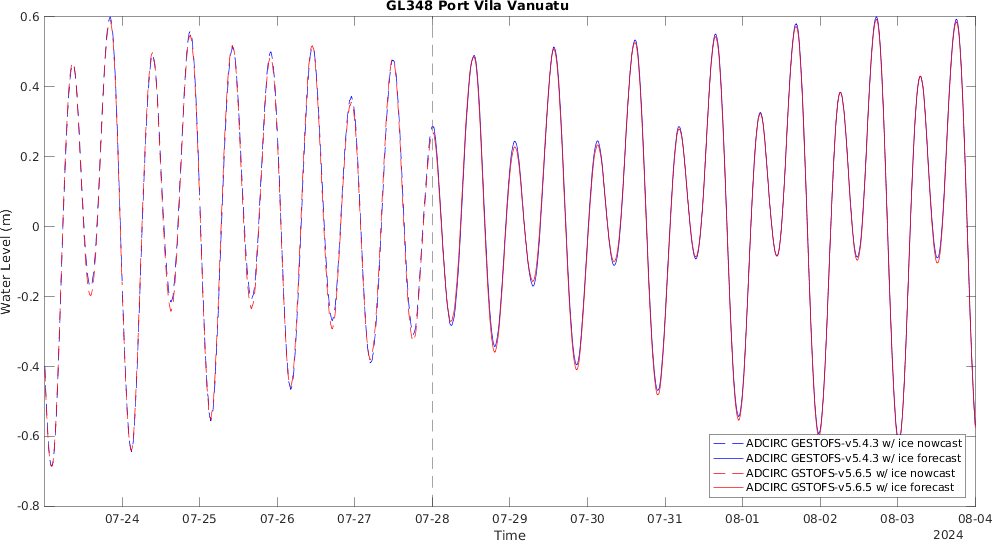 GL348 Port Vila Vanuatu
0.6
0.4
0.2
0
-0.2
-0.4
-0.6
-0.8
Water Level (m)
07-24 07-25 07-26 07-27 07-28 07-29 07-30 07-31 08-01 08-02 08-03 08-04
Time
2024
ADCIRC GESTOFS-v5.4.3 w/ ice nowcast
ADCIRC GESTOFS-v5.4.3 w/ ice forecast
ADCIRC GSTOFS-v5.6.5 w/ ice nowcast
ADCIRC GSTOFS-v5.6.5 w/ ice forecast